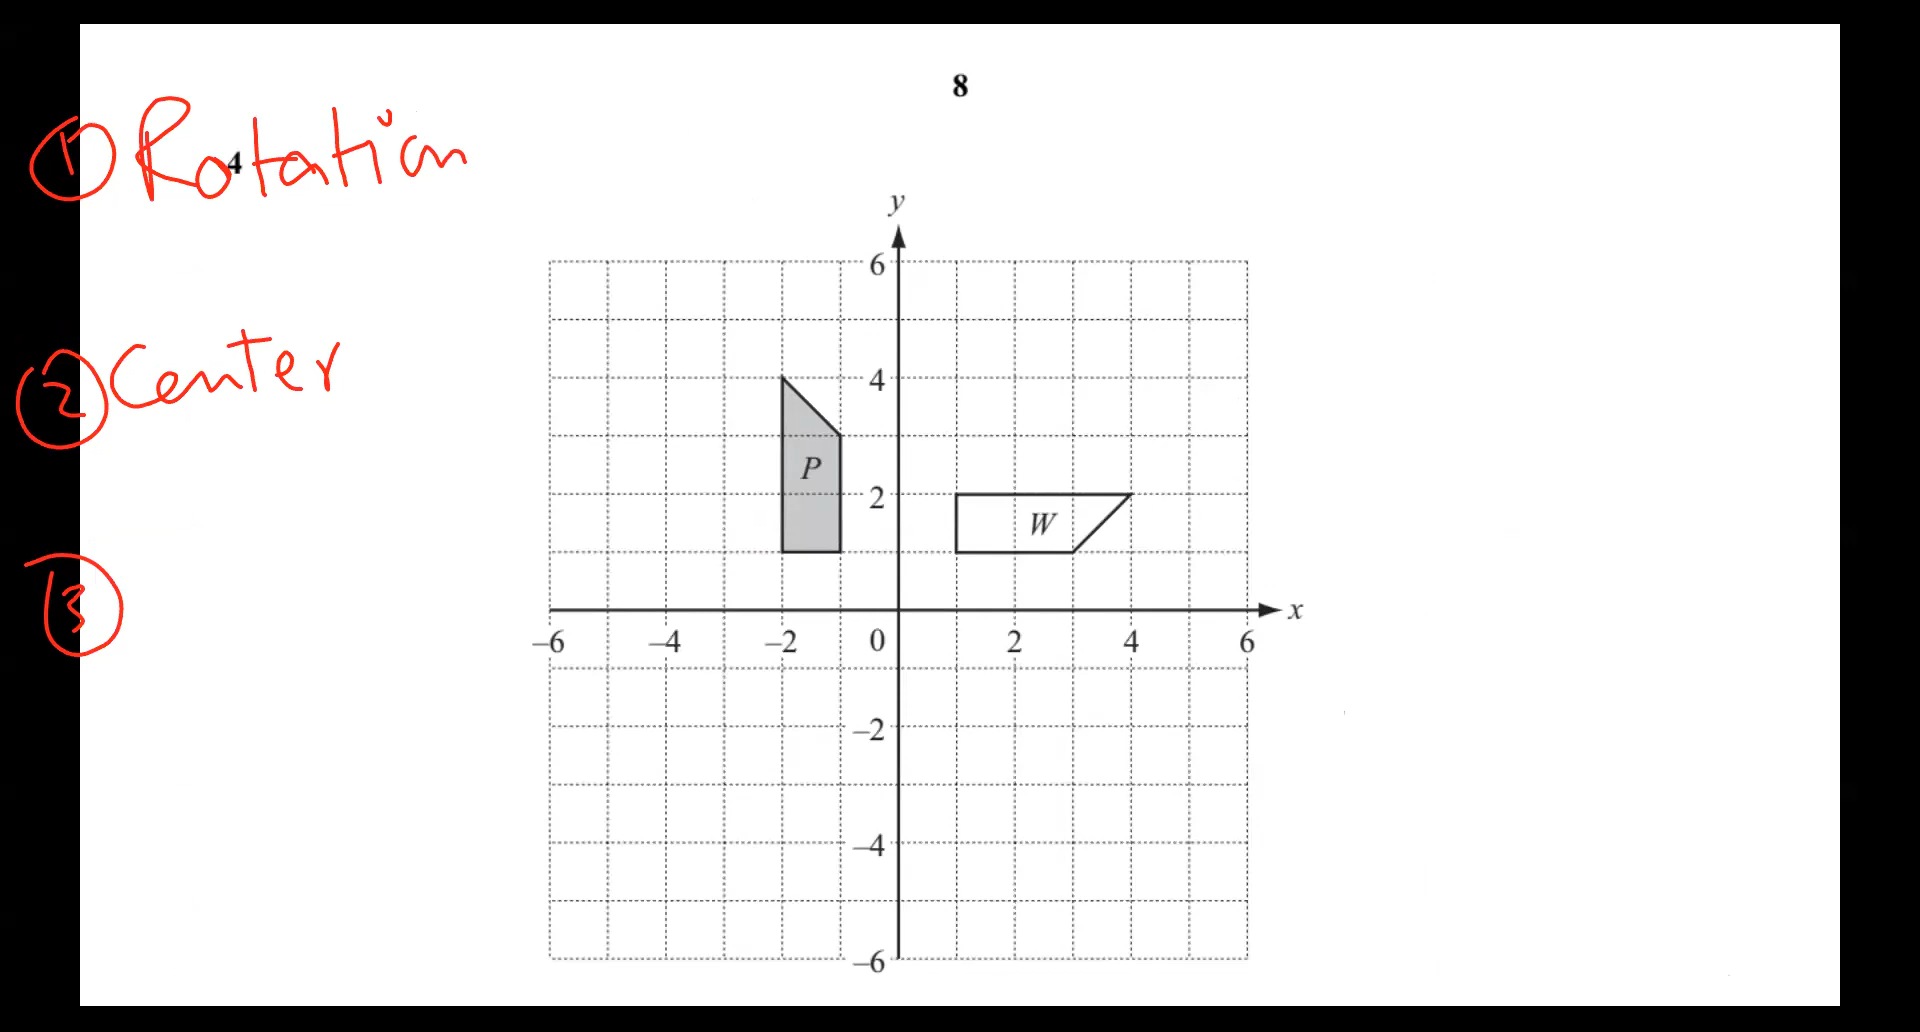 8
① Rotation
4
y
6
② Center
4
P
2
W
③
x
–6 –4 –2 0 2 4 6
–2
–4
–6